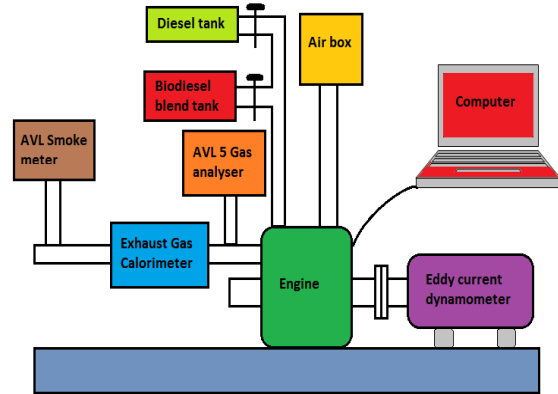 Diesel tank
Air box
Biodiesel
blend tank
Computer
AVL Smoke
meter
AVL 5 Gas
analyser
Exhaust Gas
Calorimeter
Engine
Eddy current
dynamometer